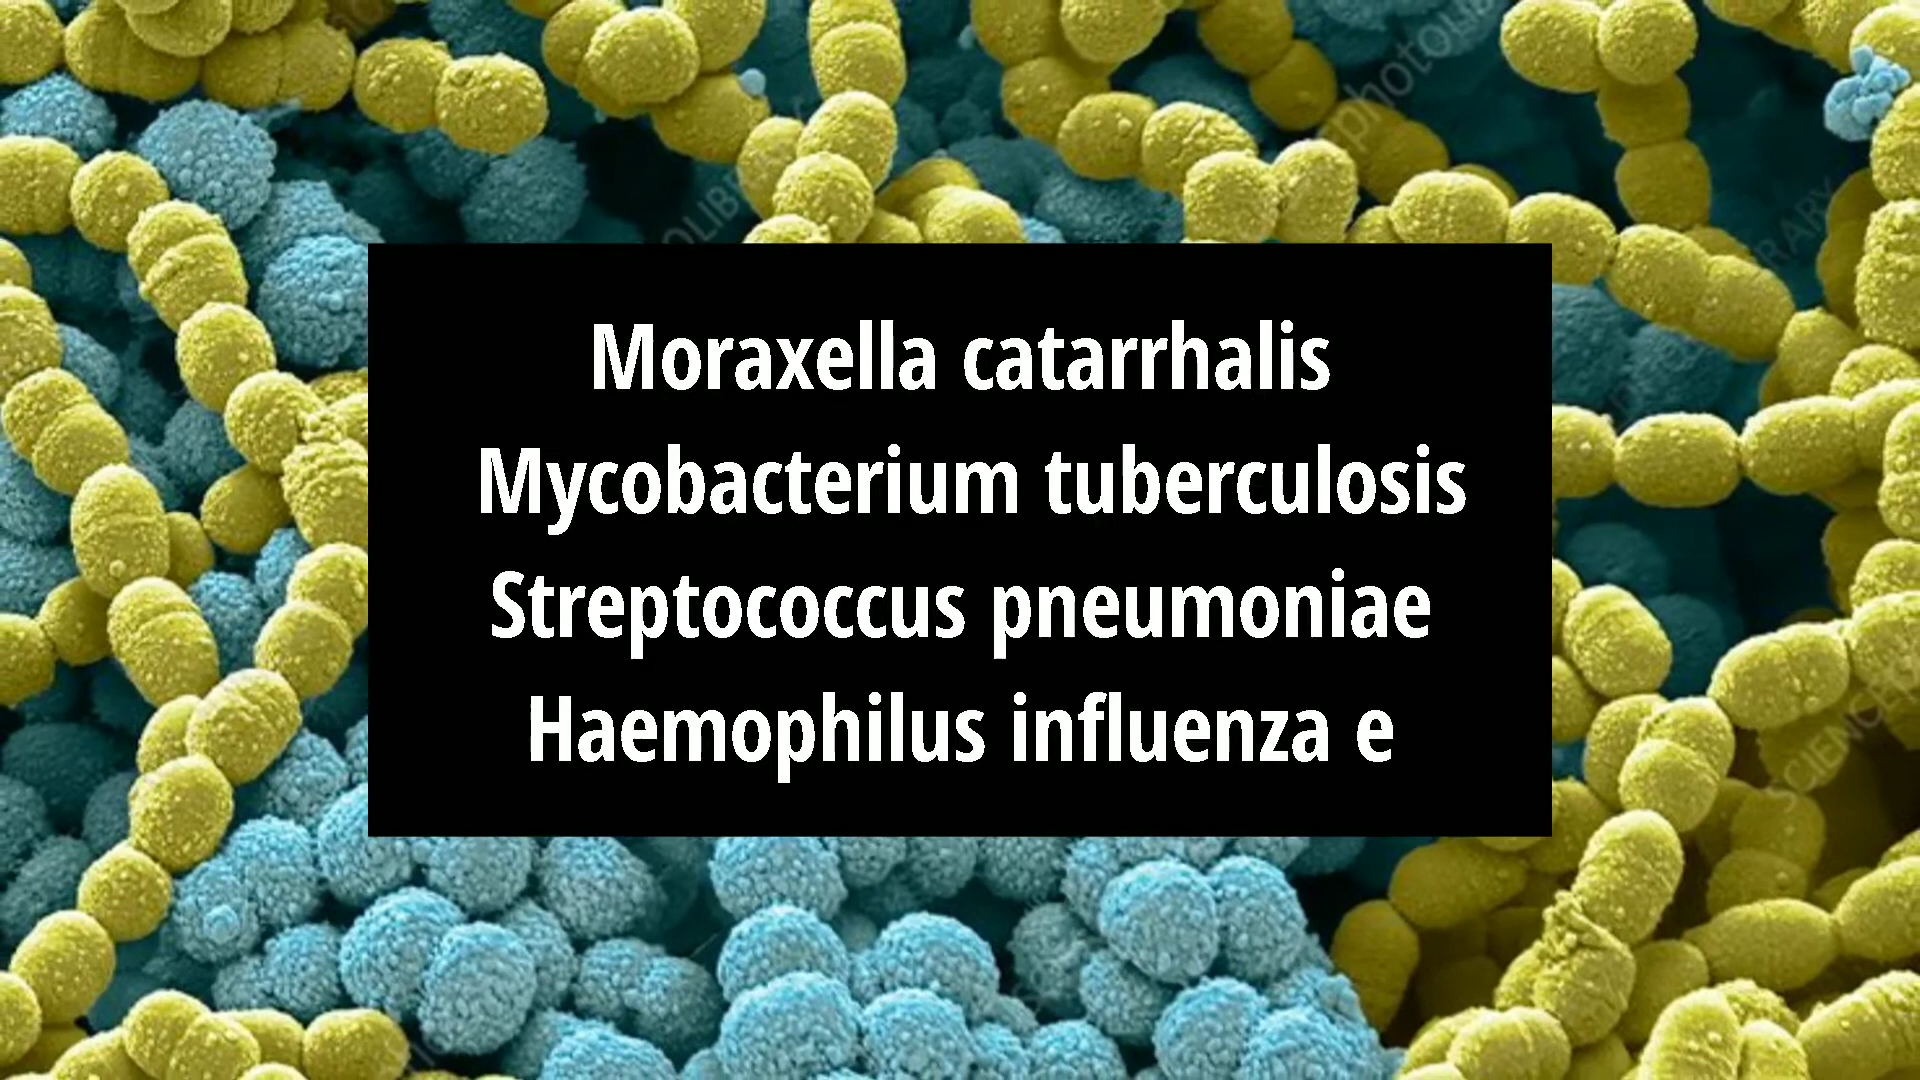 Moraxella catarrhalis
Mycobacterium tuberculosis
Streptococcus pneumoniae
Haemophilus influenza e